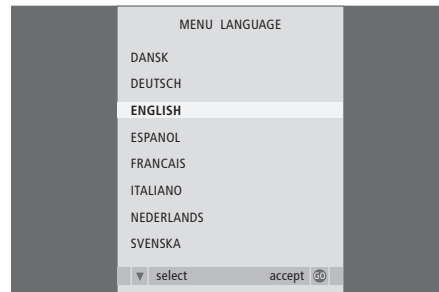 MENU LANGUAGE
DANSK
DEUTSCH
ENGLISH
ESPANOL
FRANCAIS
ITALIANO
NEDERLANDS
SVENSKA
▼ select accept GO